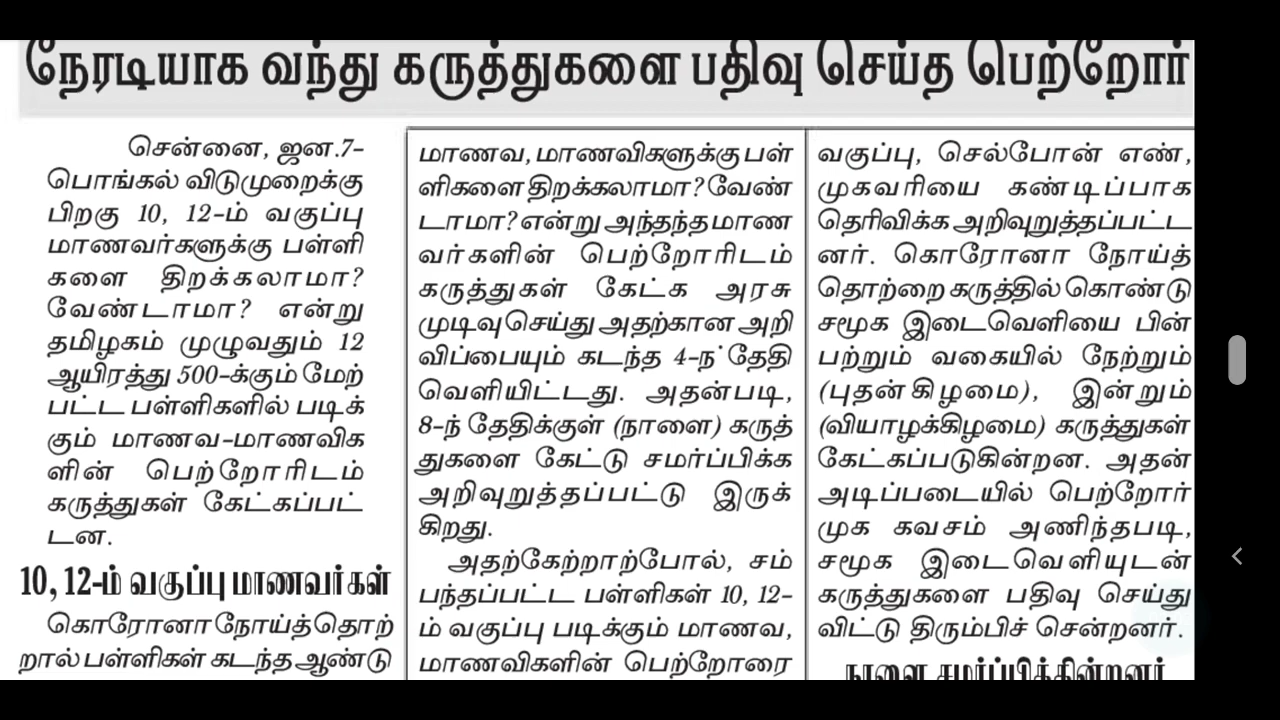 நேரடியாக வந்து கருத்துகளை பதிவு செய்த பெற்றோர்
சென்னை, ஜன.7-
பொங்கல் விடுமுறைக்கு
பிறகு 10, 12-ம் வகுப்பு
மாணவர்களுக்கு பள்ளி
களை திறக்கலாமா?
வேண்டாமா? என்று
தமிழகம் முழுவதும் 12
ஆயிரத்து 500-க்கும் மேற்
பட்ட பள்ளிகளில் படிக்
கும் மாணவ-மாணவிக
ளின் பெற்றோரிடம்
கருத்துகள் கேட்கப்பட்
டன.
10, 12-ம் வகுப்பு மாணவர்கள்
கொரோனா நோய்த்தொற்
றால் பள்ளிகள் கடந்த ஆண்டு
மாணவ, மாணவிகளுக்கு பள்
ளிகளை திறக்கலாமா? வேண்
டாமா? என்று அந்தந்த மாண
வர்களின் பெற்றோரிடம்
கருத்துகள் கேட்க அரசு
முடிவு செய்து அதற்கான அறி
விப்பையும் கடந்த 4-ந் தேதி
வெளியிட்டது. அதன்படி,
8-ந் தேதிக்குள் (நாளை) கருத்
துகளை கேட்டு சமர்ப்பிக்க
அறிவுறுத்தப்பட்டு இருக்
கிறது.
அதற்கேற்றாற்போல், சம்
பந்தப்பட்ட பள்ளிகள் 10, 12-
ம் வகுப்பு படிக்கும் மாணவ,
மாணவிகளின் பெற்றோரை
வகுப்பு, செல்போன் எண்,
முகவரியை கண்டிப்பாக
தெரிவிக்க அறிவுறுத்தப்பட்ட
னர். கொரோனா நோய்த்
தொற்றை கருத்தில் கொண்டு
சமூக இடைவெளியை பின்
பற்றும் வகையில் நேற்றும்
(புதன்கிழமை), இன்றும்
(வியாழக்கிழமை) கருத்துகள்
கேட்கப்படுகின்றன. அதன்
அடிப்படையில் பெற்றோர்
முக கவசம் அணிந்தபடி,
சமூக இடைவெளியுடன்
கருத்துகளை பதிவு செய்து
விட்டு திரும்பிச் சென்றனர்.
நாளை சமர்ப்பிக்கின்றனர்